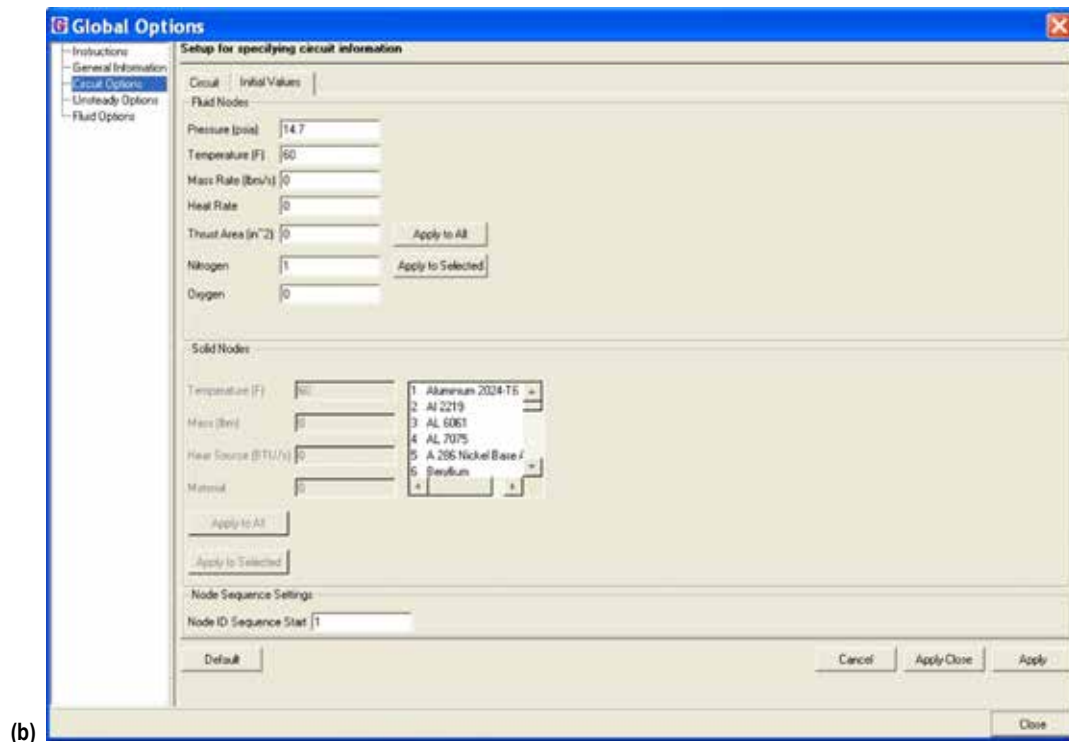 Global Options
Instructions
General Information
Circuit Options
Unsteady Options
Fluid Options
Setup for specifying circuit information
Circuit Initial Values
Fluid Nodes
Pressure (psia) 14.7
Temperature (F) 60
Mass Rate (lbm/s) 0
Heat Rate 0
Thrust Area (in^2) 0 Apply to All
Nitrogen 1 Apply to Selected
Oxygen 0
Solid Nodes
Temperature (F) 60
Mass (lbm) 0
Heat Source (BTU/s) 0
Material 0
1 Aluminium 2024-T6
2 Al 2219
3 AL 6061
4 AL 7075
5 A 286 Nickel Base
6 Beryllium
Apply to All
Apply to Selected
Node Sequence Settings
Node ID Sequence Start 1
Default Cancel Apply Close Apply
Close
(b)